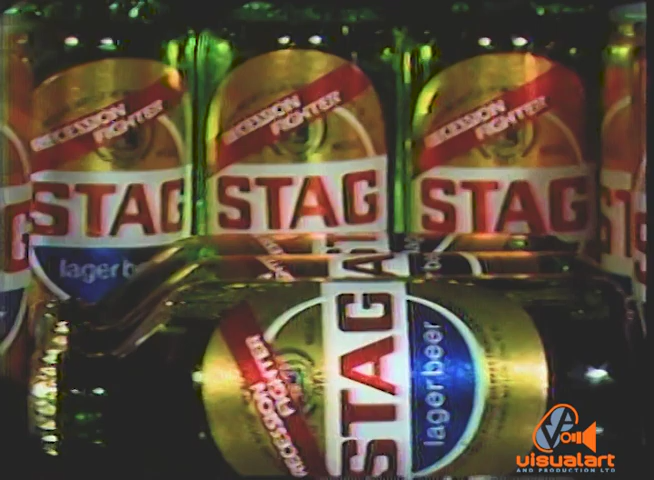 RECESSION
FIGHTER
RECESSION
FIGHTER
RECESSION
FIGHTER
STAG
STAG
STAG
lager b
STAG
lager beer
RECESSION
FIGHTER
VA
visualart
AND PRODUCTION LTD